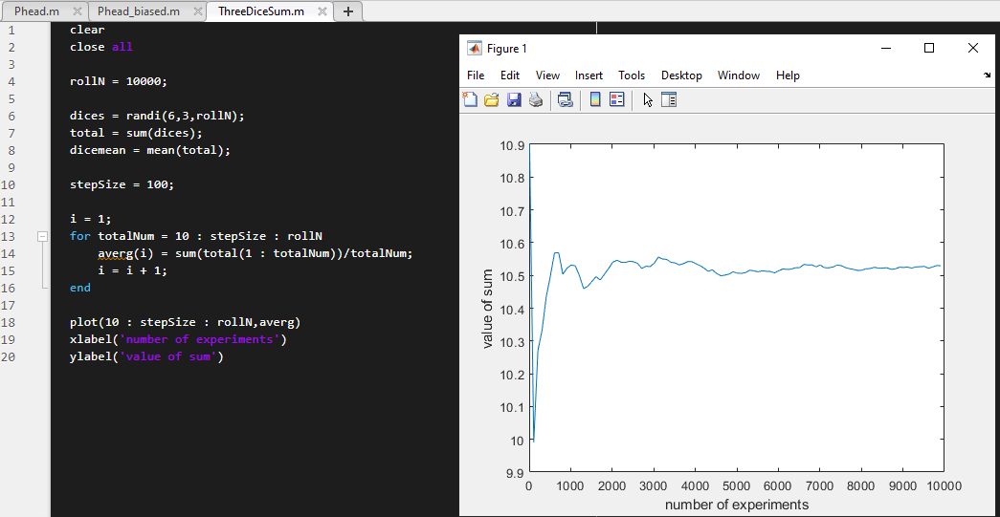 Phead.m × Phead_biased.m × ThreeDiceSum.m × +
1 clear
2 close all
3
4 rollN = 10000;
5
6 dices = randi(6,3,rollN);
7 total = sum(dices);
8 dicemean = mean(total);
9
10 stepSize = 100;
11
12 i = 1;
13 for totalNum = 10 : stepSize : rollN
14 averg(i) = sum(total(1 : totalNum))/totalNum;
15 i = i + 1;
16 end
17
18 plot(10 : stepSize : rollN,averg)
19 xlabel('number of experiments')
20 ylabel('value of sum')
Figure 1
File Edit View Insert Tools Desktop Window Help
10.9
10.8
10.7
10.6
10.5
10.4
10.3
10.2
10.1
10
9.9
value of sum
0 1000 2000 3000 4000 5000 6000 7000 8000 9000 10000
number of experiments